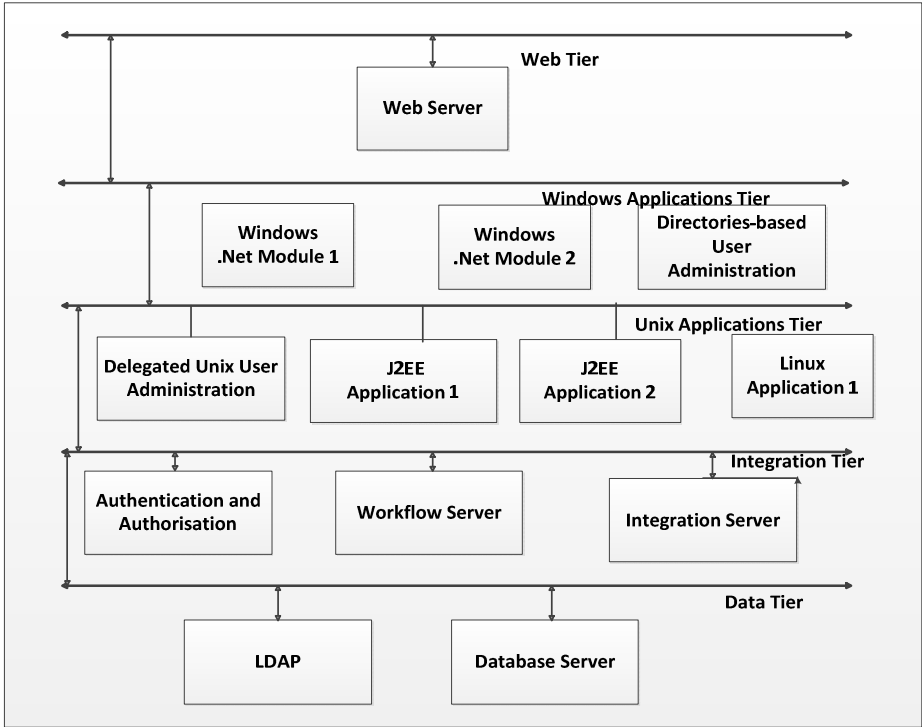 Web Tier
Web Server
Windows Applications Tier
Windows
.Net Module 1
Windows
.Net Module 2
Directories-based
User
Administration
Unix Applications Tier
Delegated Unix User
Administration
J2EE
Application 1
J2EE
Application 2
Linux
Application 1
Integration Tier
Authentication and
Authorisation
Workflow Server
Integration Server
Data Tier
LDAP
Database Server